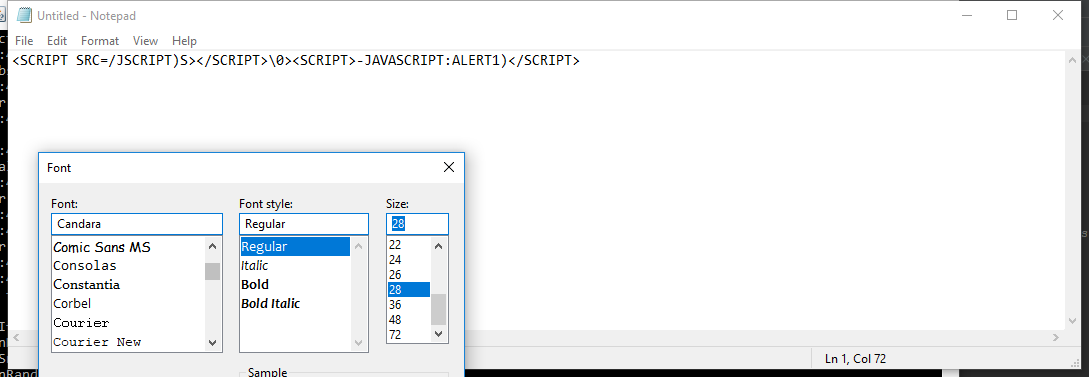 Untitled - Notepad
File Edit Format View Help
<SCRIPT SRC=/JSCRIPT)S></SCRIPT>\0><SCRIPT>-JAVASCRIPT:ALERT1)</SCRIPT>
Font
Font: Font style: Size:
Candara Regular 28
Comic Sans MS Regular 22
Consolas Italic 24
Constantia Bold 26
Corbel Bold Italic 28
Courier 36
Courier New 48
72
Sample
Ln 1, Col 72